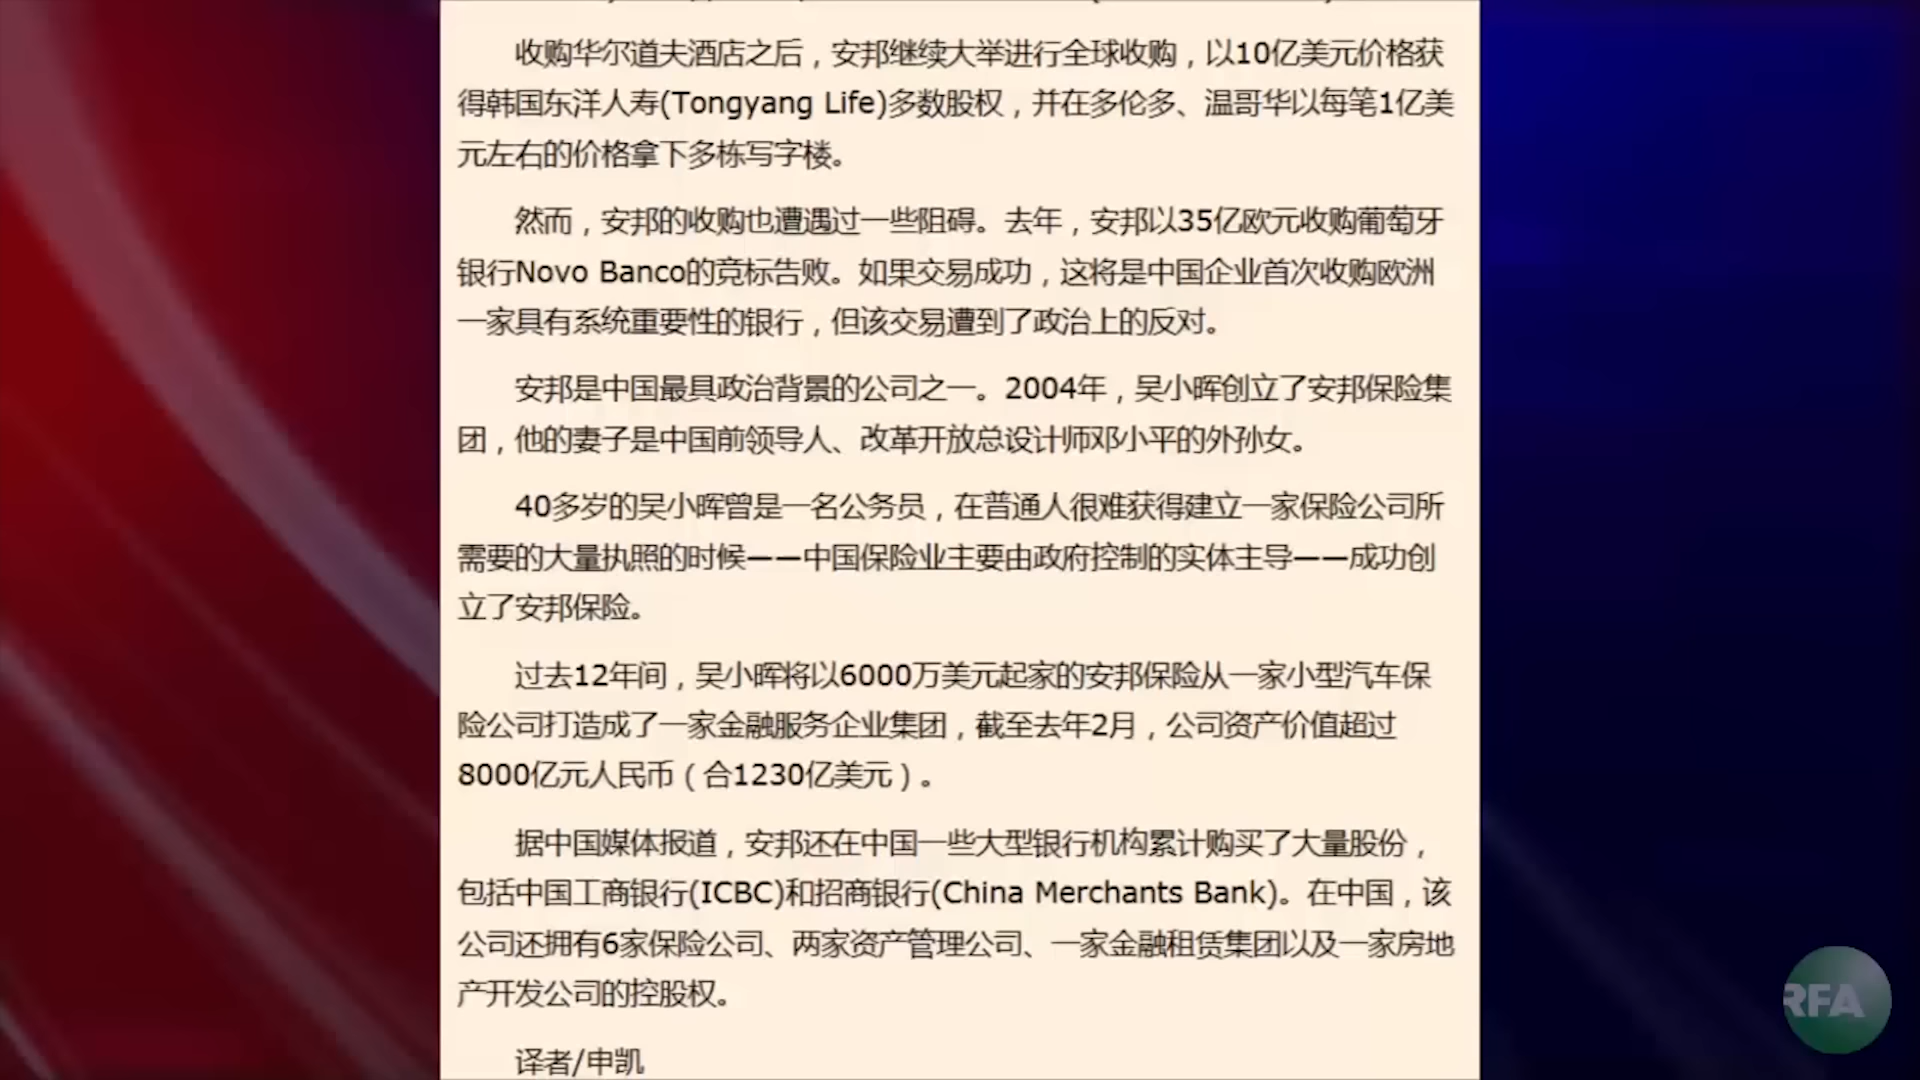 收购华尔道夫酒店之后，安邦继续大举进行全球收购，以10亿美元价格获
得韩国东洋人寿(Tongyang Life)多数股权，并在多伦多、温哥华以每笔1亿美
元左右的价格拿下多栋写字楼。
然而，安邦的收购也遭遇过一些阻碍。去年，安邦以35亿欧元收购葡萄牙
银行Novo Banco的竞标告败。如果交易成功，这将是中国企业首次收购欧洲
一家具有系统重要性的银行，但该交易遭到了政治上的反对。
安邦是中国最具政治背景的公司之一。2004年，吴小晖创立了安邦保险集
团，他的妻子是中国前领导人、改革开放总设计师邓小平的外孙女。
40多岁的吴小晖曾是一名公务员，在普通人很难获得建立一家保险公司所
需要的大量执照的时候——中国保险业主要由政府控制的实体主导——成功创
立了安邦保险。
过去12年间，吴小晖将以6000万美元起家的安邦保险从一家小型汽车保
险公司打造成了一家金融服务企业集团，截至去年2月，公司资产价值超过
8000亿元人民币（合1230亿美元）。
据中国媒体报道，安邦还在中国一些大型银行机构累计购买了大量股份，
包括中国工商银行(ICBC)和招商银行(China Merchants Bank)。在中国，该
公司还拥有6家保险公司、两家资产管理公司、一家金融租赁集团以及一家房地
产开发公司的控股权。
译者/申凯
RFA